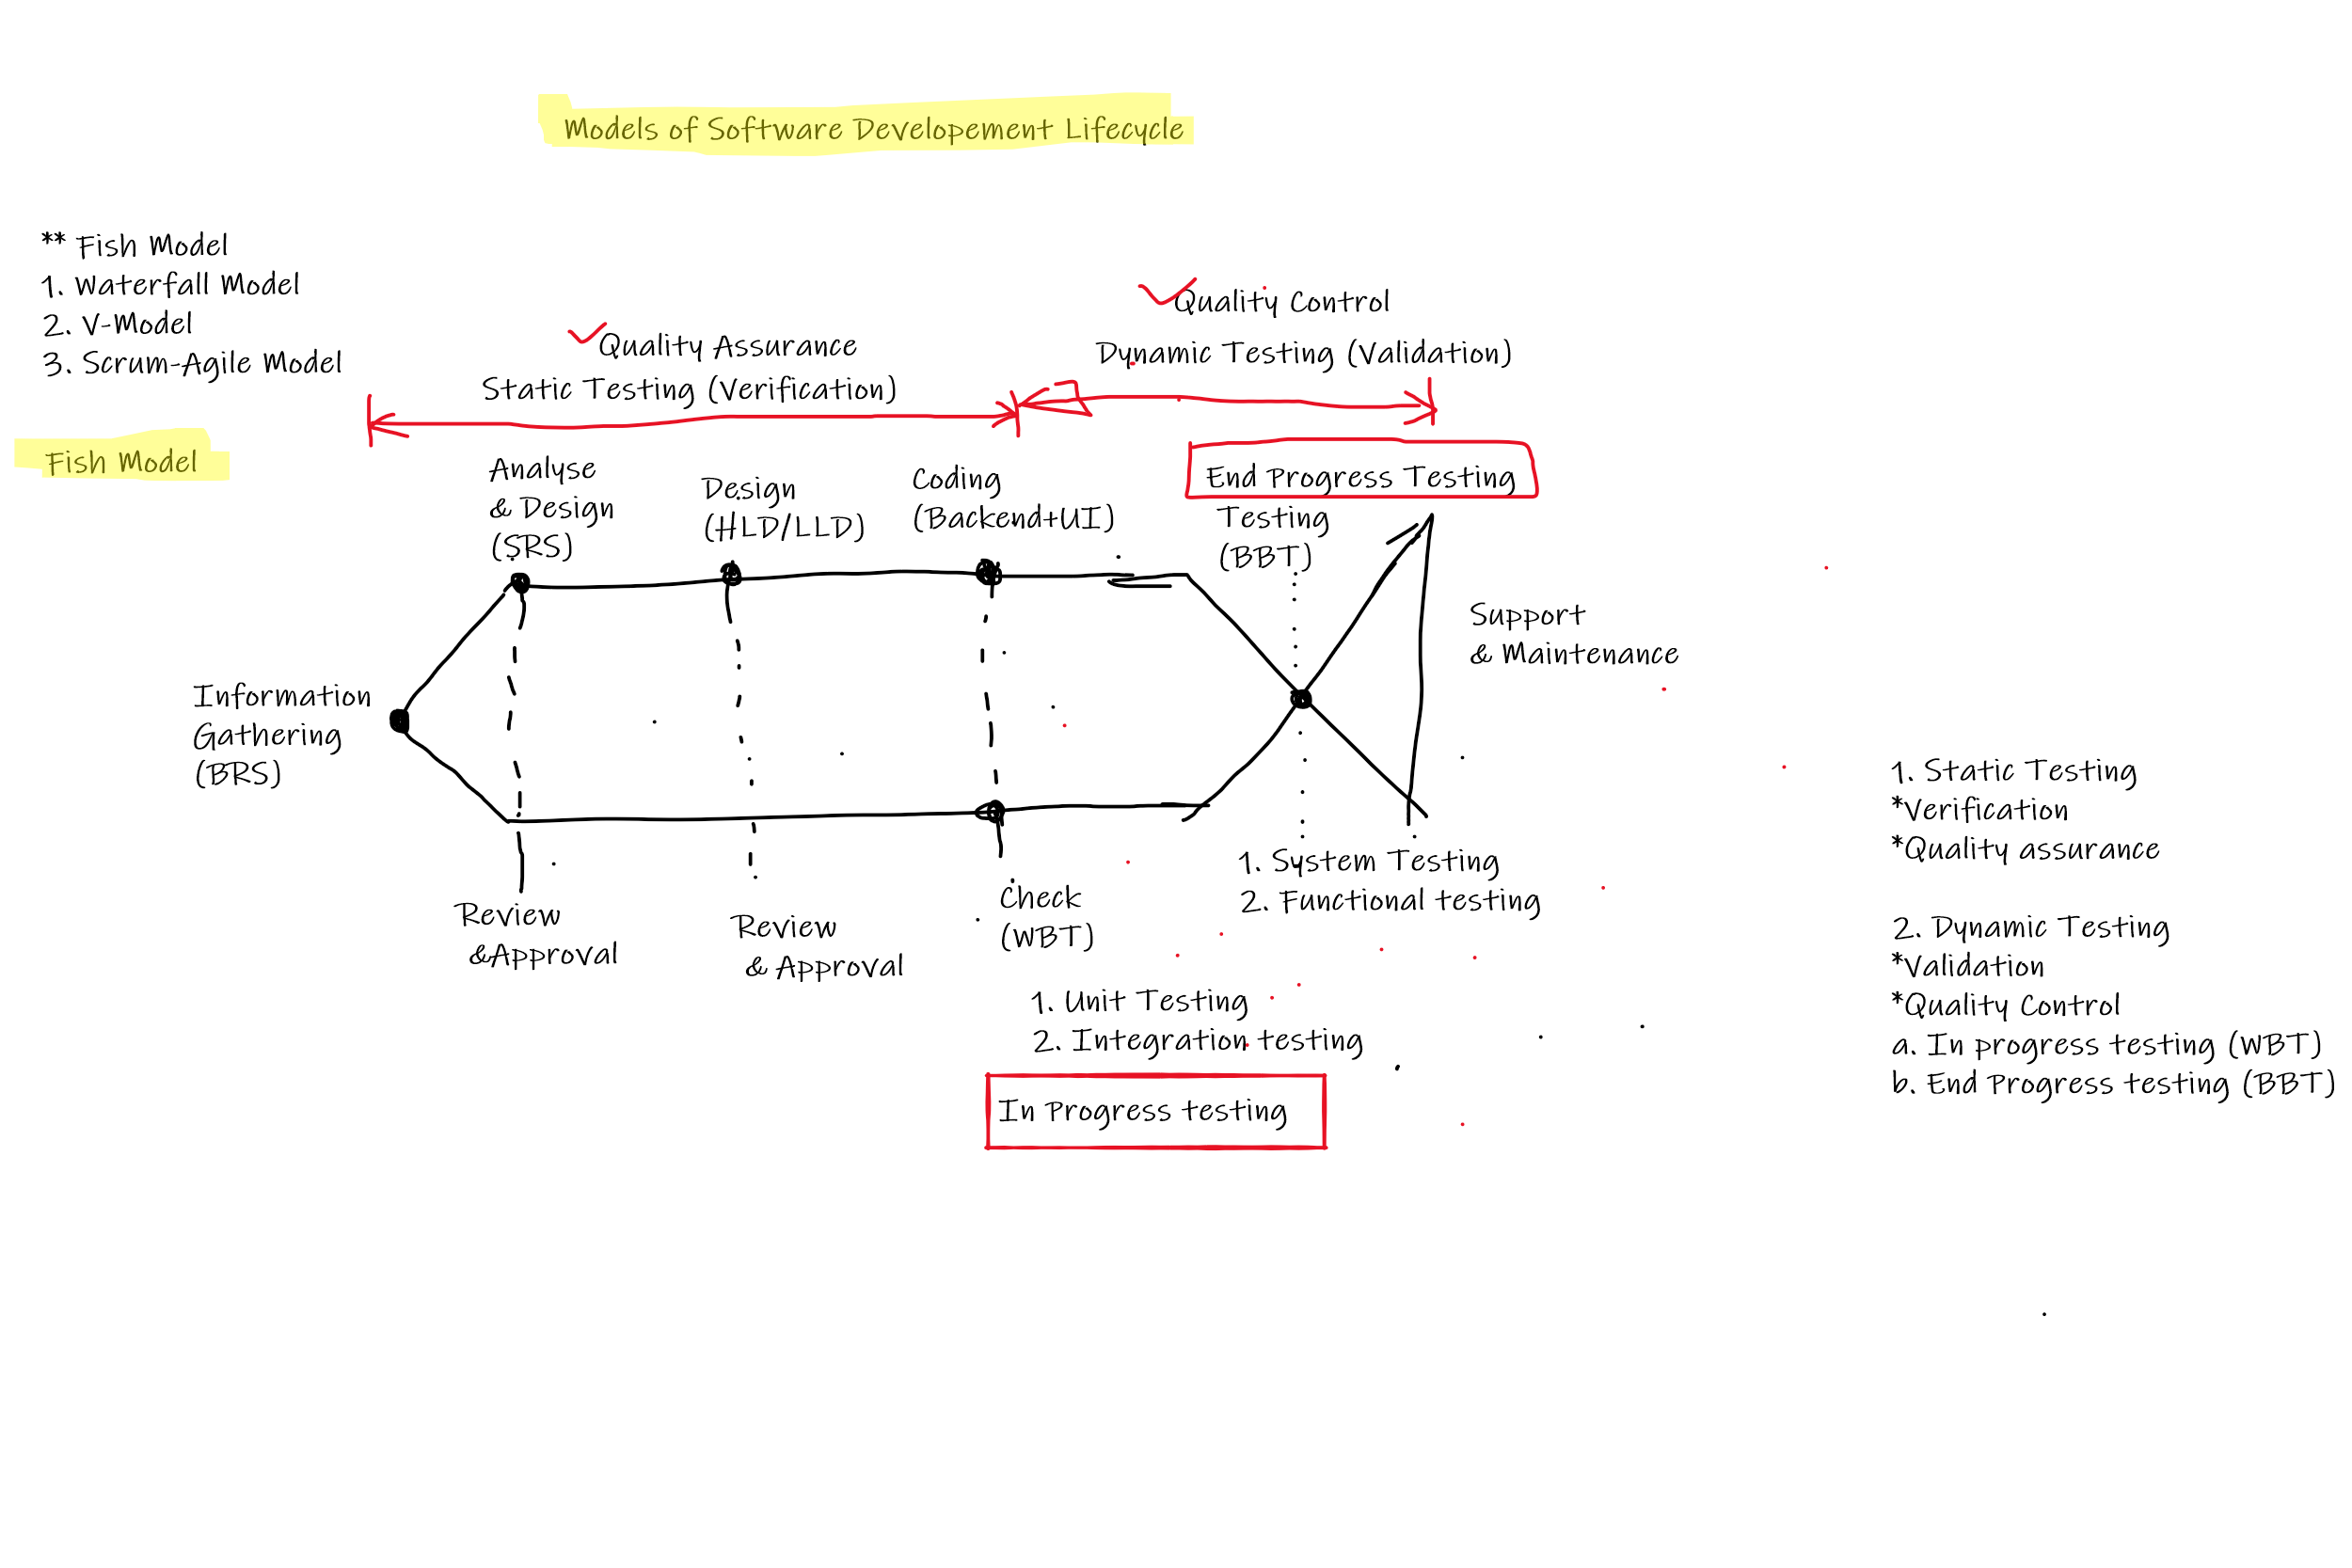 Models of Software Developement Lifecycle
** Fish Model
1. Waterfall Model
2. V-Model
3. Scrum-Agile Model
Quality Assurance
Static Testing (Verification)
Quality Control
Dynamic Testing (Validation)
Fish Model
Analyse
& Design
(SRS)
Design
(HLD/LLD)
Coding
(Backend+UI)
End Progress Testing
Testing
(BBT)
Support
& Maintenance
Information
Gathering
(BRS)
Review
&Approval
Review
& Approval
Check
(WBT)
1. System Testing
2. Functional testing
1. Unit Testing
2. Integration testing
In Progress testing
1. Static Testing
*Verification
*Quality assurance
2. Dynamic Testing
*Validation
*Quality Control
a. In progress testing (WBT)
b. End Progress testing (BBT)